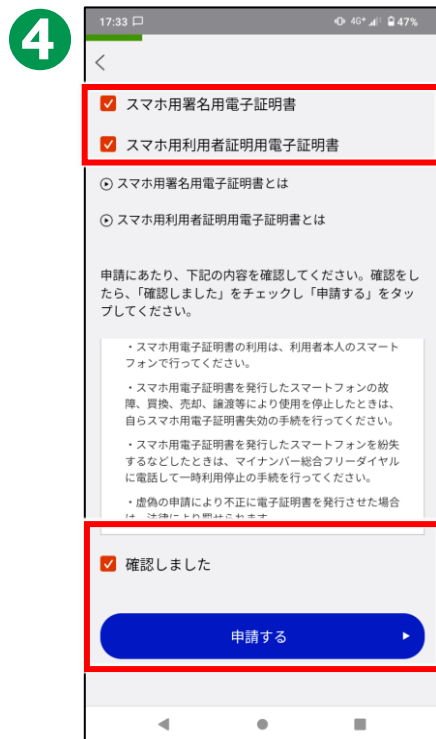 4
17:33 4G+ 47%
スマホ用署名用電子証明書
スマホ用利用者証明用電子証明書
スマホ用署名用電子証明書とは
スマホ用利用者証明用電子証明書とは
申請にあたり、下記の内容を確認してください。確認をし
たら、「確認しました」をチェックし「申請する」をタッ
プしてください。
・スマホ用電子証明書の利用は、利用者本人のスマート
フォンで行ってください。
・スマホ用電子証明書を発行したスマートフォンの故
障、買換、売却、譲渡等により使用を停止したときは、
自らスマホ用電子証明書失効の手続を行ってください。
・スマホ用電子証明書を発行したスマートフォンを紛失
するなどしたときは、マイナンバー総合フリーダイヤル
に電話して一時利用停止の手続を行ってください。
・虚偽の申請により不正に電子証明書を発行させた場合
は、法律により罰せられます
確認しました
申請する